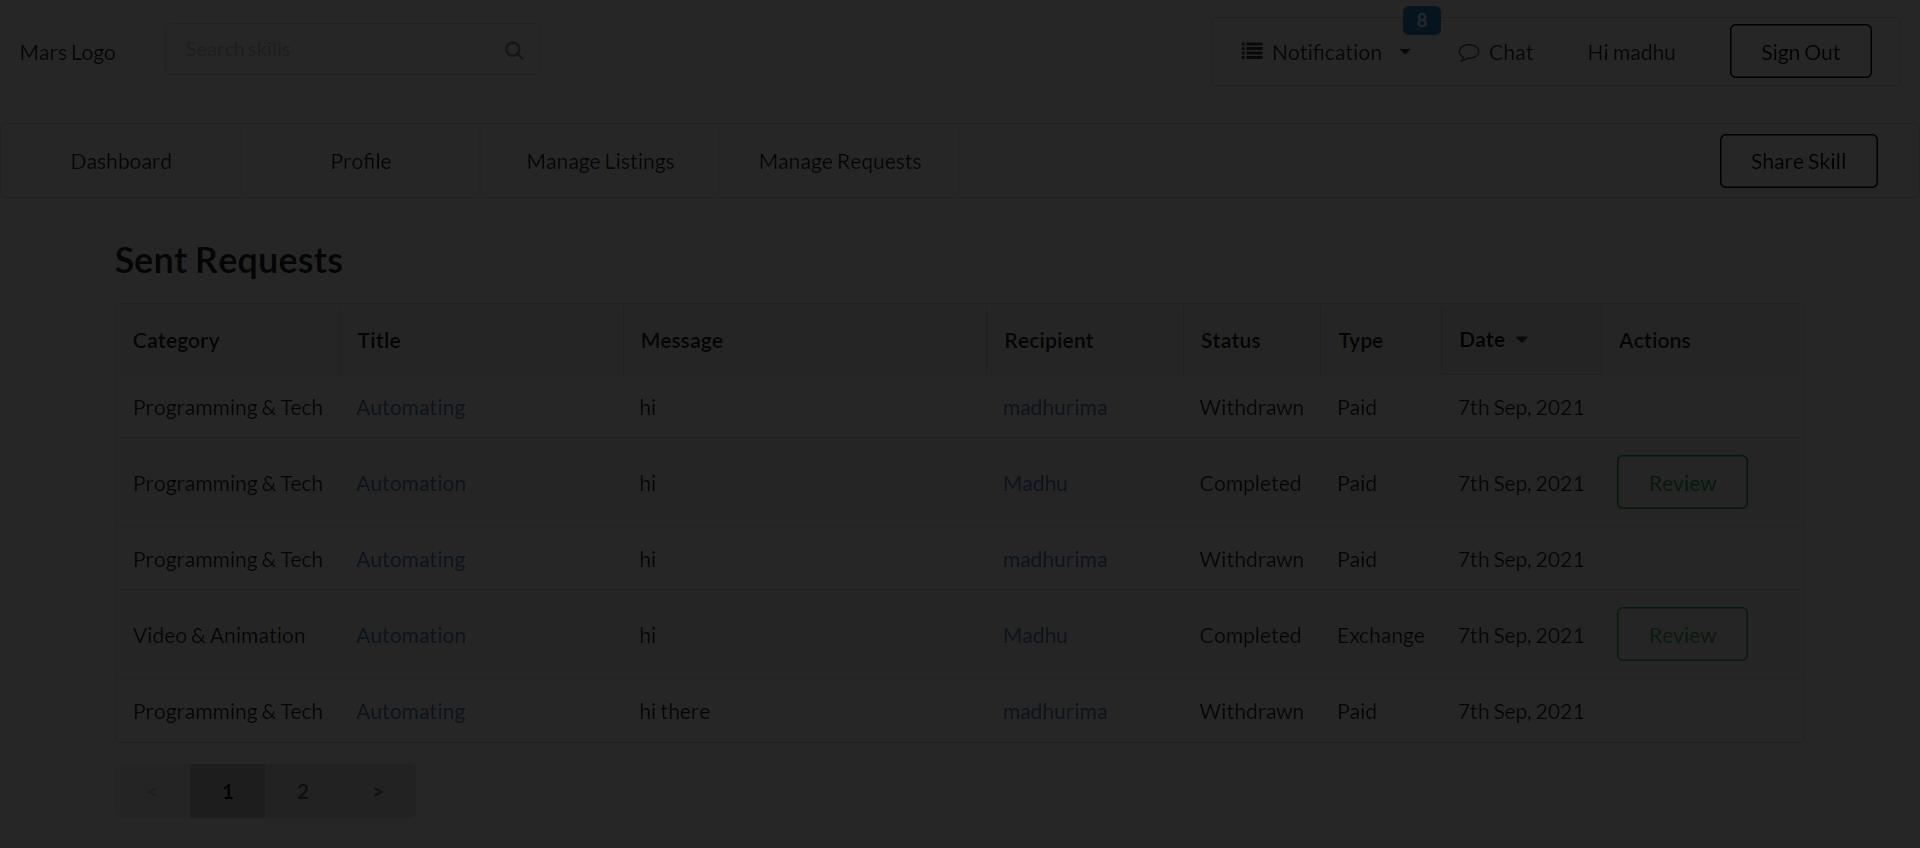 Mars Logo Search skills Notification 8 Chat Hi madhu Sign Out
Dashboard Profile Manage Listings Manage Requests Share Skill
Sent Requests
Category Title Message Recipient Status Type Date Actions
Programming & Tech Automating hi madhurima Withdrawn Paid 7th Sep, 2021
Programming & Tech Automation hi Madhu Completed Paid 7th Sep, 2021 Review
Programming & Tech Automating hi madhurima Withdrawn Paid 7th Sep, 2021
Video & Animation Automation hi Madhu Completed Exchange 7th Sep, 2021 Review
Programming & Tech Automating hi there madhurima Withdrawn Paid 7th Sep, 2021
< 1 2 >